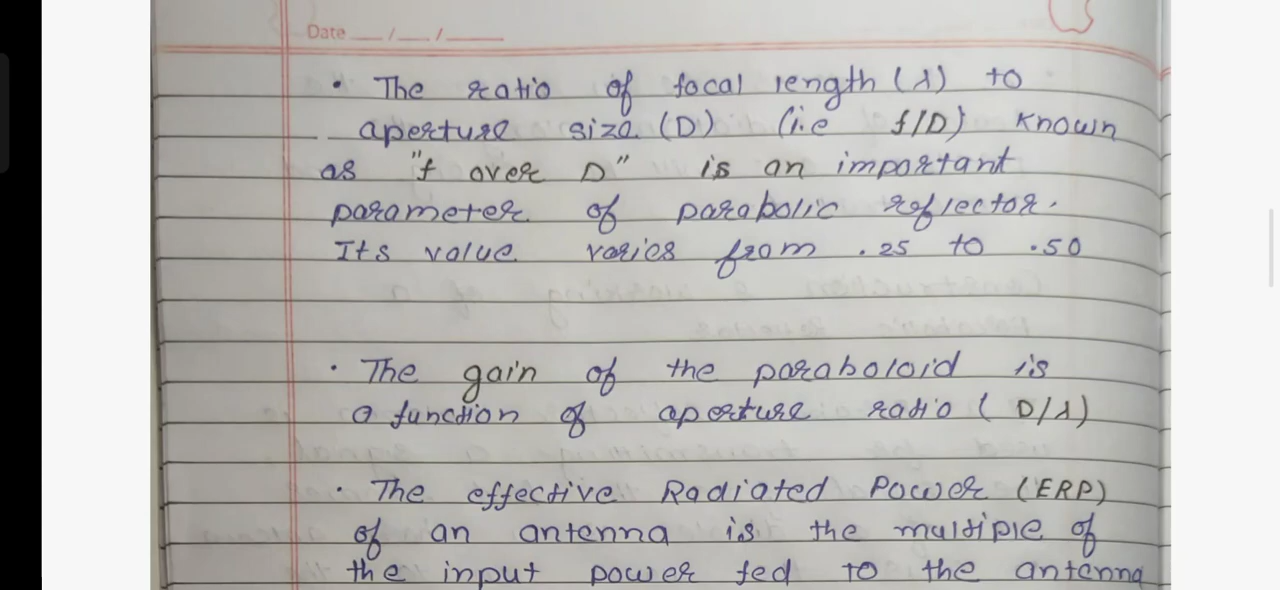 Date __/__/____
• The ratio of focal length (λ) to
aperture size (D) (i.e f/D) known
as "f over D" is an important
parameter of parabolic reflector.
Its value varies from .25 to .50
• The gain of the paraboloid is
a function of aperture ratio ( D/λ)
• The effective Radiated Power (ERP)
of an antenna is the multiple of
the input power fed to the antenna